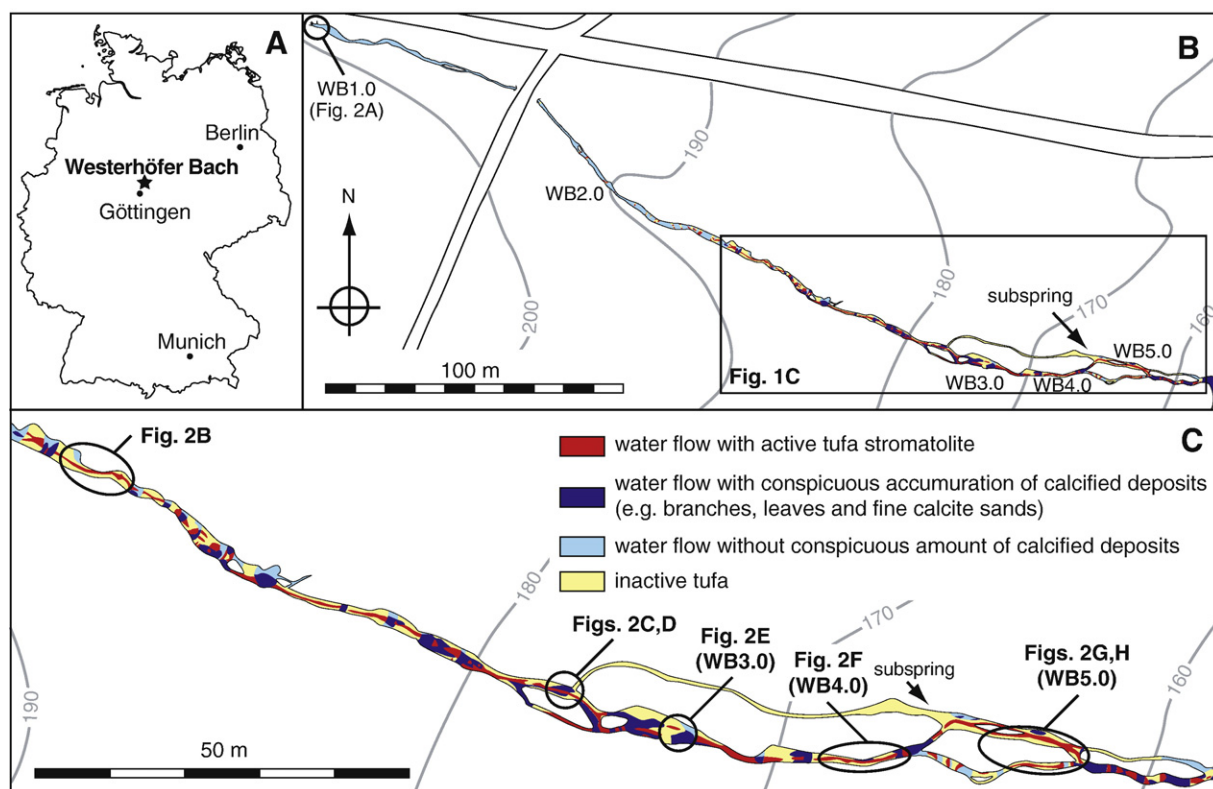 A
Berlin
Westerhöfer Bach
Göttingen
Munich
B
WB1.0
(Fig. 2A)
N
WB2.0
190
200
180
170
160
subspring
WB5.0
WB3.0
WB4.0
100 m
Fig. 1C
C
Fig. 2B
water flow with active tufa stromatolite
water flow with conspicuous accumuration of calcified deposits
(e.g. branches, leaves and fine calcite sands)
water flow without conspicuous amount of calcified deposits
inactive tufa
180
170
160
190
Figs. 2C,D
Fig. 2E
(WB3.0)
Fig. 2F
(WB4.0)
subspring
Figs. 2G,H
(WB5.0)
50 m